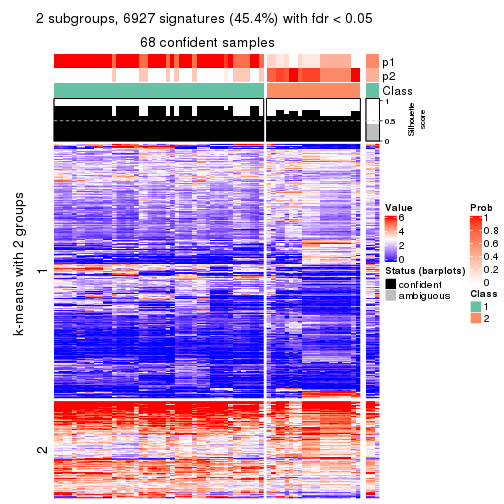 2 subgroups, 6927 signatures (45.4%) with fdr < 0.05
68 confident samples
p1
p2
Class
1
0.5
0
Silhouette
score
k-means with 2 groups
1
2
Value
6
4
2
0
Status (barplots)
confident
ambiguous
Prob
1
0.8
0.6
0.4
0.2
0
Class
1
2